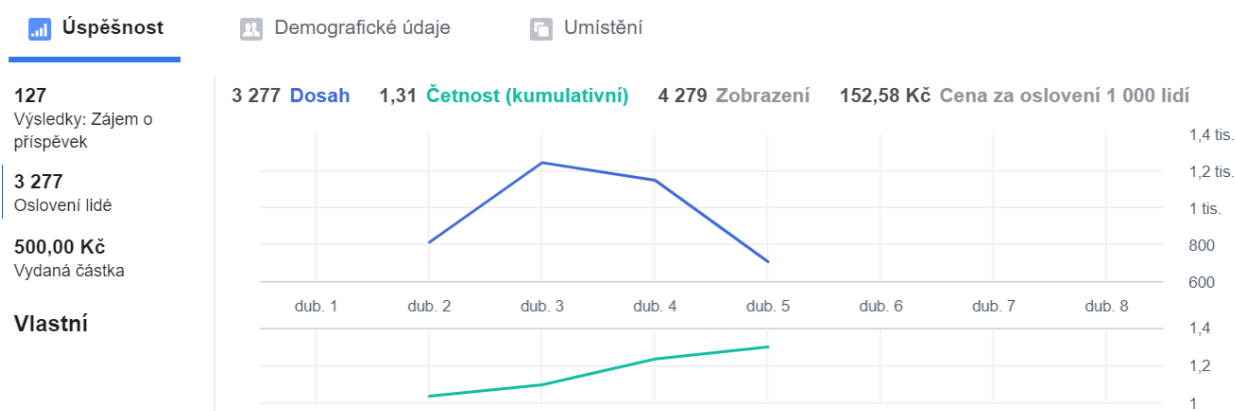 Úspěšnost Demografické údaje Umístění
127
Výsledky: Zájem o
příspěvek
3 277
Oslovení lidé
500,00 Kč
Vydaná částka
Vlastní
3 277 Dosah 1,31 Četnost (kumulativní) 4 279 Zobrazení 152,58 Kč Cena za oslovení 1 000 lidí
1,4 tis.
1,2 tis.
1 tis.
800
600
dub. 1 dub. 2 dub. 3 dub. 4 dub. 5 dub. 6 dub. 7 dub. 8
1,4
1,2
1